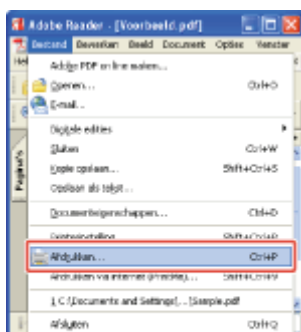 Adobe Reader - [Voorbeeld.pdf]
Bestand Bewerken Beeld Document Opties Venster
Adobe PDF on line maken...
Openen... Ctrl+O
E-mail...
Digitale edities
Sluiten Ctrl+W
Kopie opslaan... Shift+Ctrl+S
Opslaan als tekst...
Documenteigenschappen... Ctrl+D
Afdrukken... Ctrl+P
Afdrukken via internet (PrintMe)...
1 C:\Documents and Settings\...\Sample.pdf
Afsluiten Ctrl+Q
Pagina's